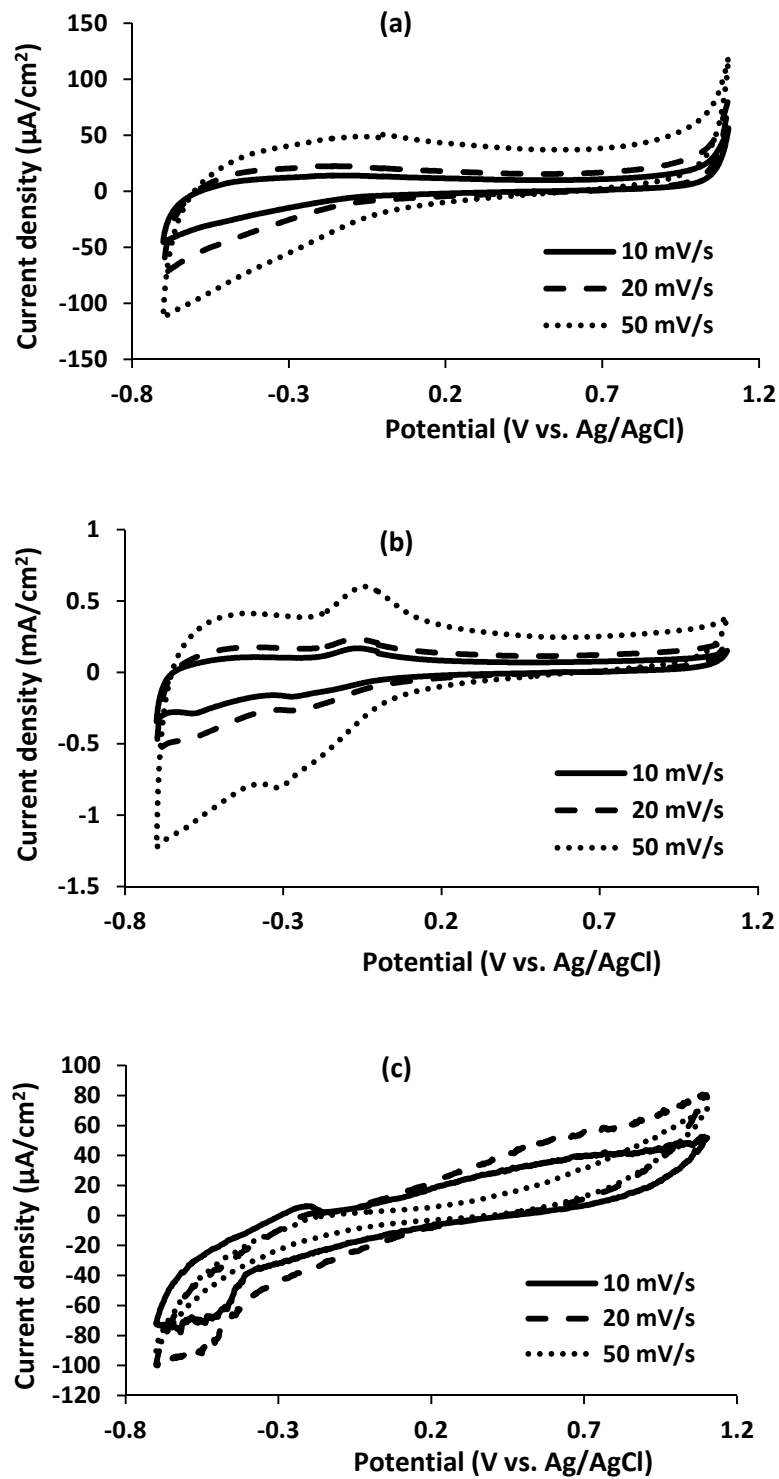 (a)
150
100
50
0
-50
-100
-150
Current density (µA/cm²)
10 mV/s
20 mV/s
50 mV/s
-0.8 -0.3 0.2 0.7 1.2
Potential (V vs. Ag/AgCl)
(b)
1
0.5
0
-0.5
-1
-1.5
Current density (mA/cm²)
10 mV/s
20 mV/s
50 mV/s
-0.8 -0.3 0.2 0.7 1.2
Potential (V vs. Ag/AgCl)
(c)
100
80
60
40
20
0
-20
-40
-60
-80
-100
-120
Current density (µA/cm²)
10 mV/s
20 mV/s
50 mV/s
-0.8 -0.3 0.2 0.7 1.2
Potential (V vs. Ag/AgCl)